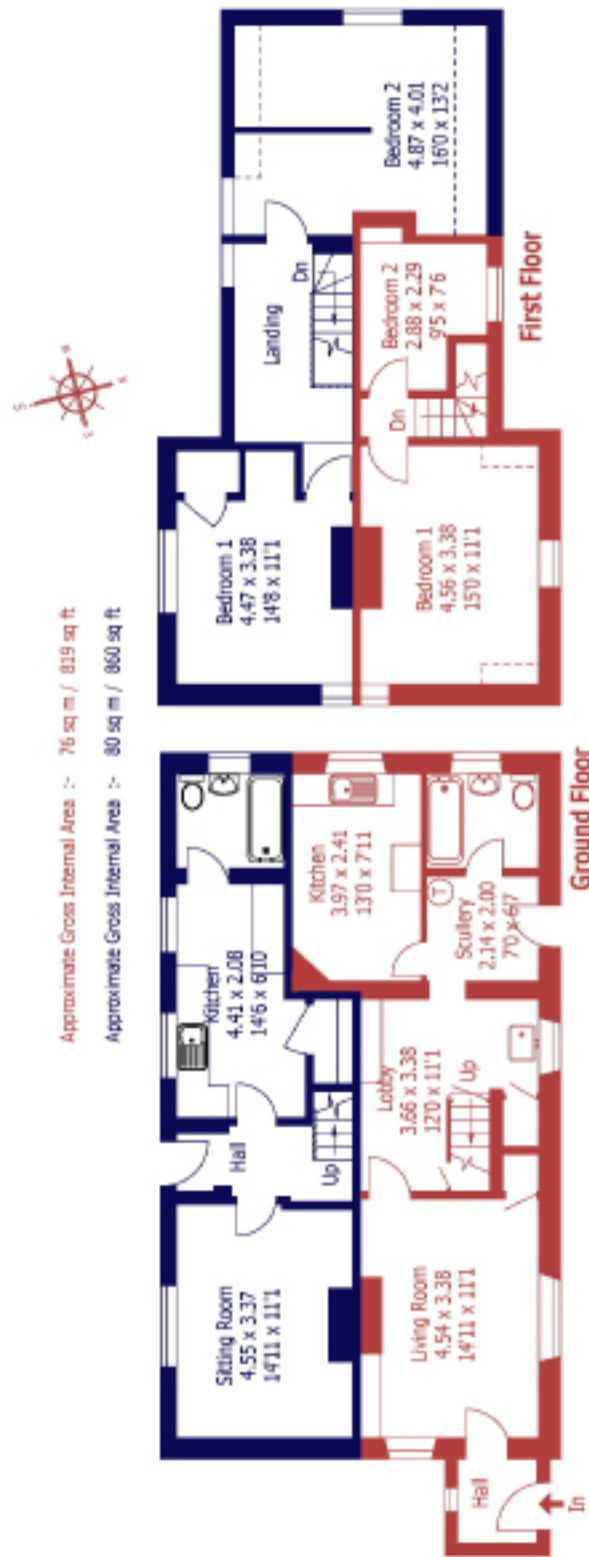 Approximate Gross Internal Area :- 76 sq m / 819 sq ft
Approximate Gross Internal Area :- 80 sq m / 860 sq ft
Sitting Room
4.55 x 3.37
14'11 x 11'1
Hall
Up
Kitchen
4.41 x 2.08
14'6 x 6'10
Living Room
4.54 x 3.38
14'11 x 11'1
Lobby
3.66 x 3.38
12'0 x 11'1
Up
Kitchen
3.97 x 2.41
13'0 x 7'11
T
Scullery
2.14 x 2.00
7'0 x 6'7
Hall
In
Ground Floor
Bedroom 1
4.47 x 3.38
14'8 x 11'1
Landing
Dn
Bedroom 2
4.87 x 4.01
16'0 x 13'2
Bedroom 1
4.56 x 3.38
15'0 x 11'1
Dn
Bedroom 2
2.88 x 2.29
9'5 x 7'6
First Floor